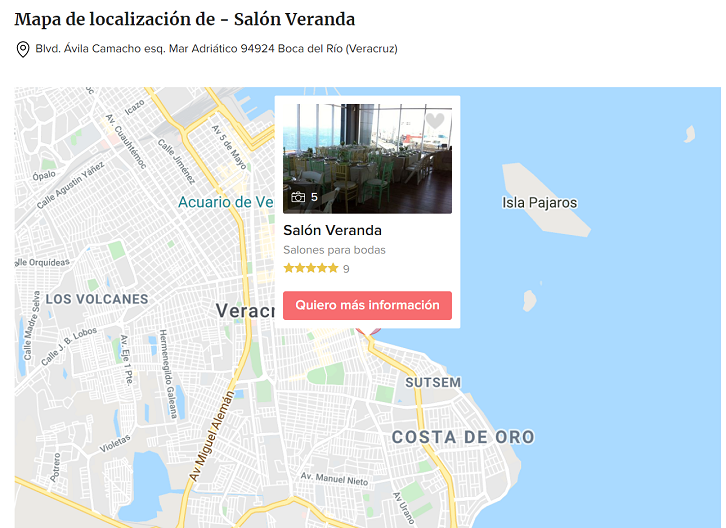 Mapa de localización de - Salón Veranda
Blvd. Ávila Camacho esq. Mar Adriático 94924 Boca del Río (Veracruz)
Icazo
Av. Cuauhtémoc
Av 5 de Mayo
Calle Jiménez
Ópalo
Calle Agustín Yáñez
Acuario de Ve
Isla Pajaros
5
Salón Veranda
Salones para bodas
9
Quiero más información
lle Orquídeas
LOS VOLCANES
Calle Madre Selva
Calle J. B. Lobos
Veracr
Av. Eje 1 Pte.
Hermenegildo Galeana
SUTSEM
Av Miguel Alemán
COSTA DE ORO
Violetas
Potrero
Av. Manuel Nieto
Av Urano